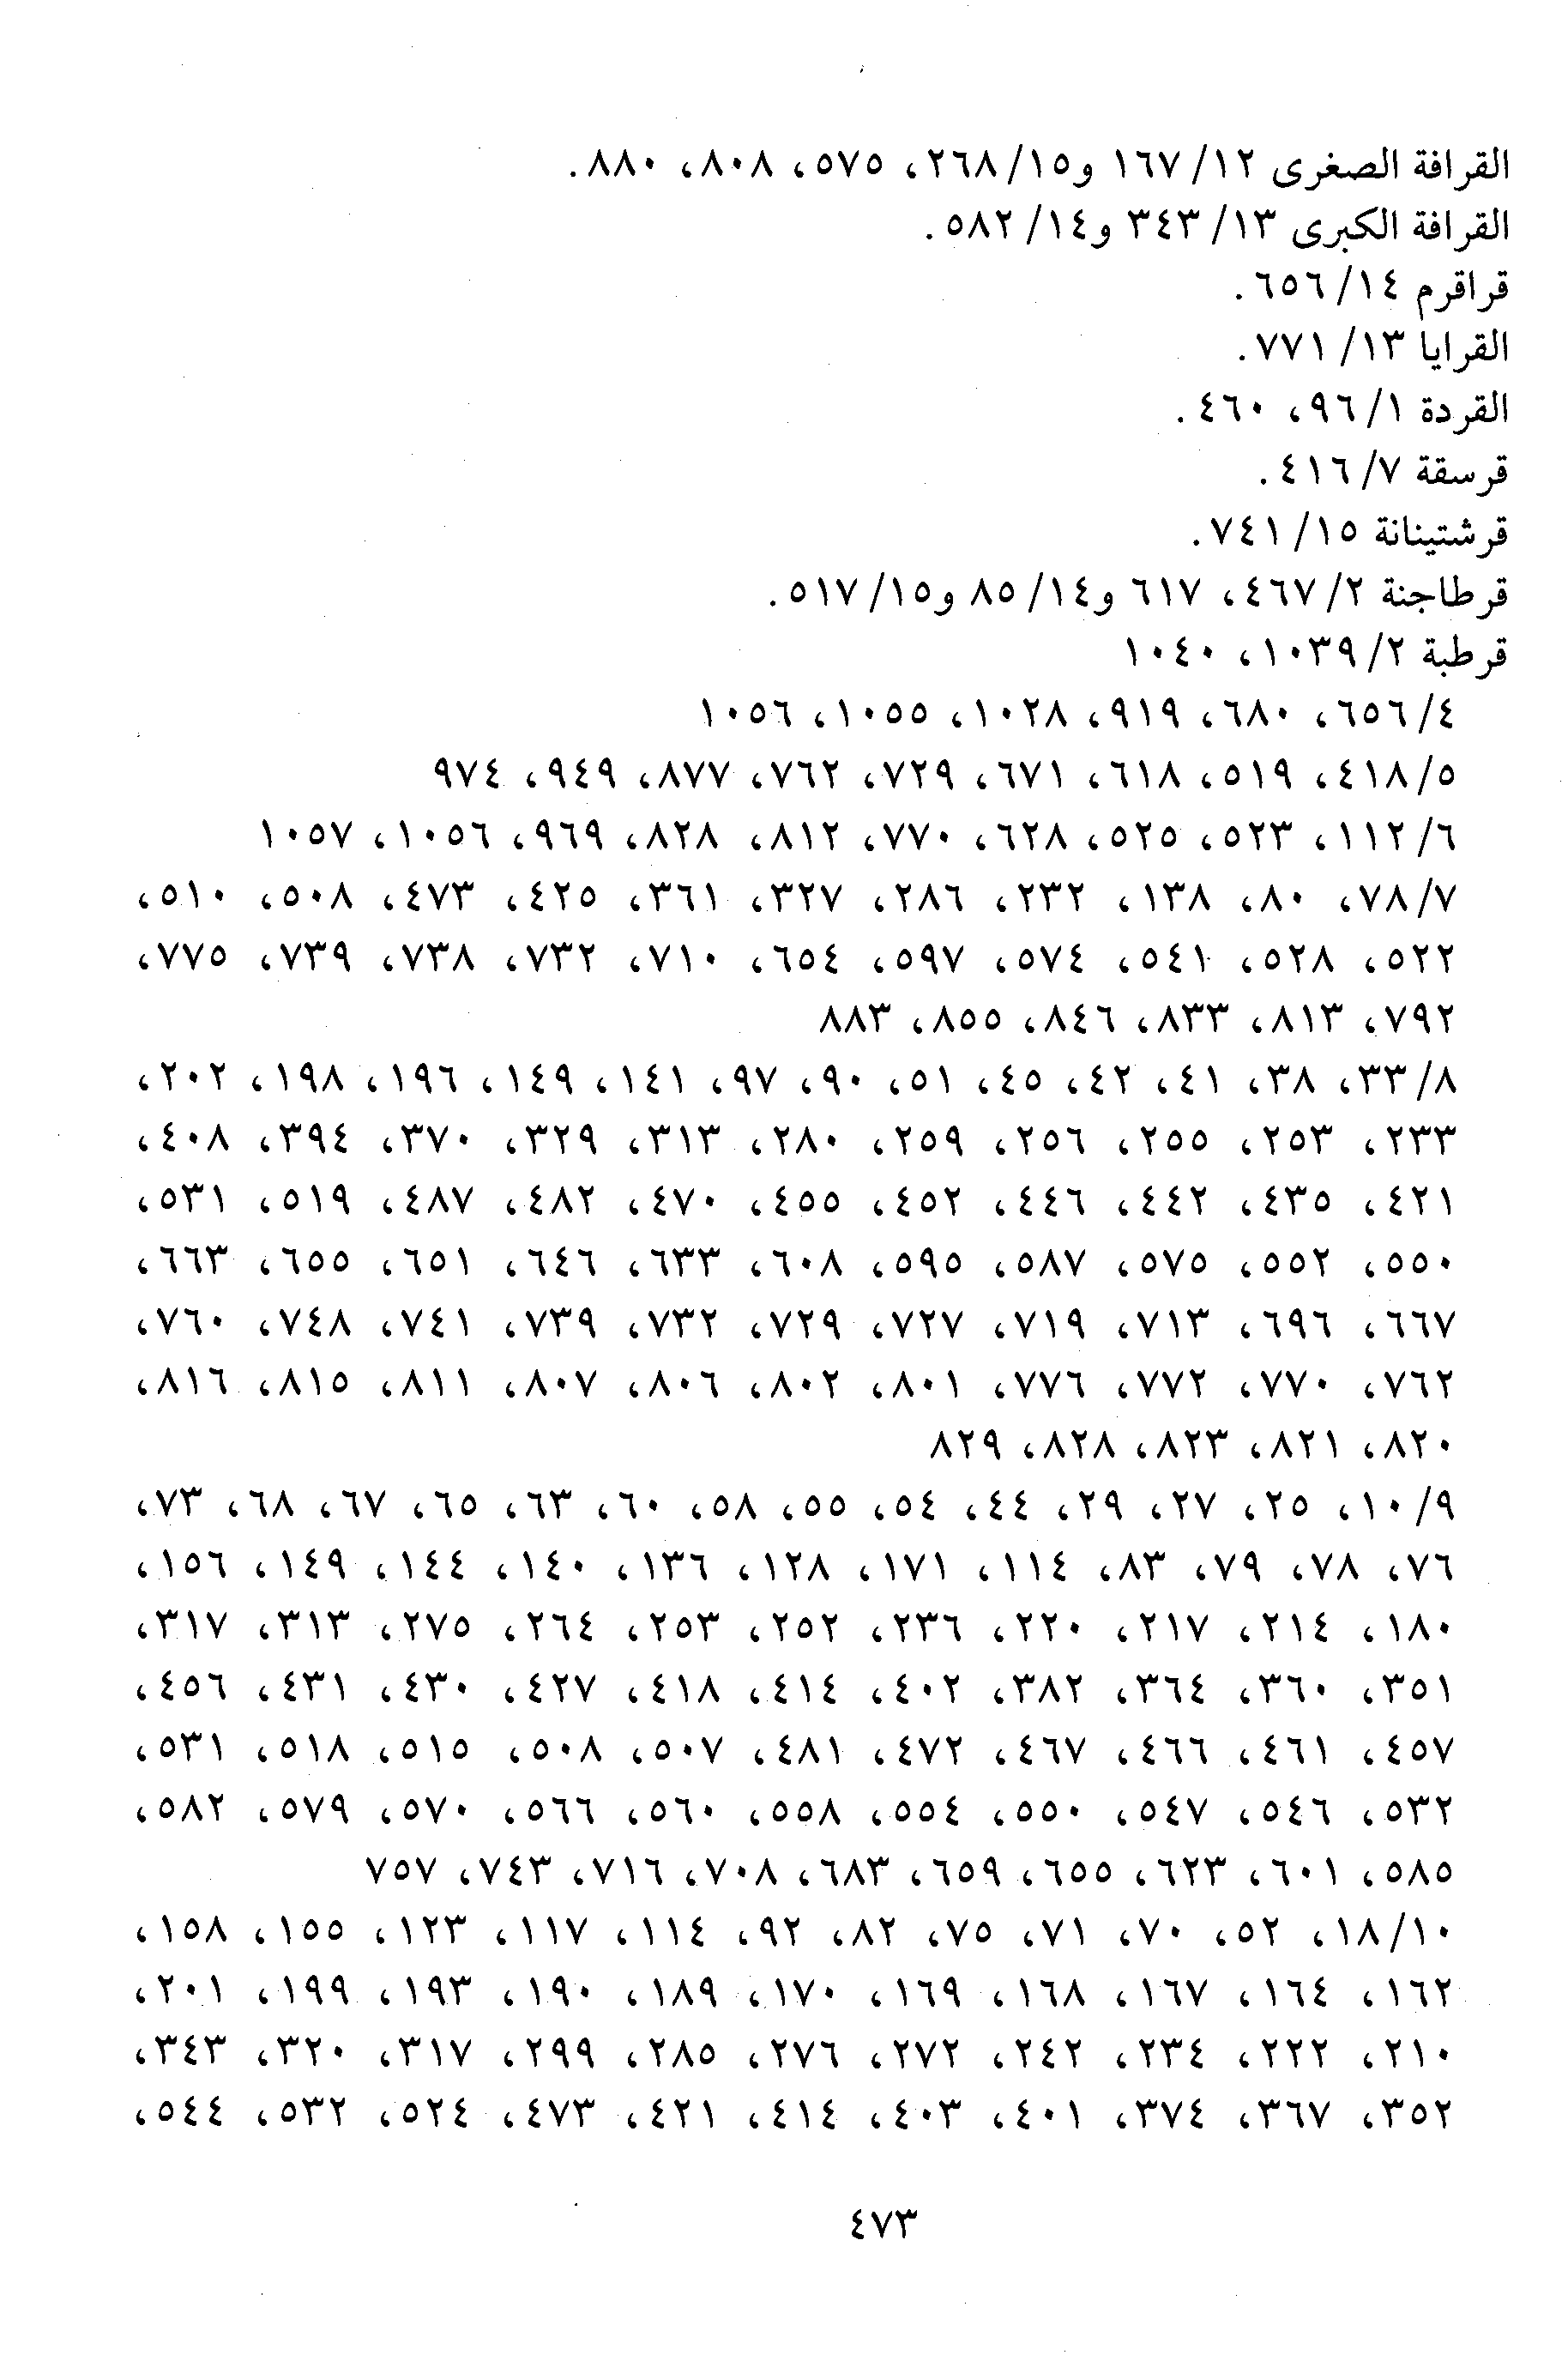 القرافة الصغرى ١٢/ ١٦٧ و١٥/ ٢٦٨، ٥٧٥، ٨٠٨، ٨٨٠.
القرافة الكبرى ١٣/ ٣٤٣ و١٤/ ٥٨٢.
قراقرم ١٤/ ٦٥٦.
القرايا ١٣/ ٧٧١.
القردة ١/ ٩٦، ٤٦٠.
قرسقة ٧/ ٤١٦.
قرشتينانة ١٥/ ٧٤١.
قرطاجنة ٢/ ٤٦٧، ٦١٧ و١٤/ ٨٥ و١٥/ ٥١٧.
قرطبة ٢/ ١٠٣٩، ١٠٤٠
٤/ ٦٥٦، ٦٨٠، ٩١٩، ١٠٢٨، ١٠٥٥، ١٠٥٦
٥/ ٤١٨، ٥١٩، ٦١٨، ٦٧١، ٧٢٩، ٧٦٢، ٨٧٧، ٩٤٩، ٩٧٤
٦/ ١١٢، ٥٢٣، ٥٢٥، ٦٢٨، ٧٧٠، ٨١٢، ٨٢٨، ٩٦٩، ١٠٥٦، ١٠٥٧
٧/ ٧٨، ٨٠، ١٣٨، ٢٣٢، ٢٨٦، ٣٢٧، ٣٦١، ٤٢٥، ٤٧٣، ٥٠٨، ٥١٠،
٥٢٢، ٥٢٨، ٥٤١، ٥٧٤، ٥٩٧، ٦٥٤، ٧١٠، ٧٣٢، ٧٣٨، ٧٣٩، ٧٧٥،
٧٩٢، ٨١٣، ٨٣٣، ٨٤٦، ٨٥٥، ٨٨٣
٨/ ٣٣، ٣٨، ٤١، ٤٢، ٤٥، ٥١، ٩٠، ٩٧، ١٤١، ١٤٩، ١٩٦، ١٩٨، ٢٠٢،
٢٣٣، ٢٥٣، ٢٥٥، ٢٥٦، ٢٥٩، ٢٨٠، ٣١٣، ٣٢٩، ٣٧٠، ٣٩٤، ٤٠٨،
٤٢١، ٤٣٥، ٤٤٢، ٤٤٦، ٤٥٢، ٤٥٥، ٤٧٠، ٤٨٢، ٤٨٧، ٥١٩، ٥٣١،
٥٥٠، ٥٥٢، ٥٧٥، ٥٨٧، ٥٩٥، ٦٠٨، ٦٣٣، ٦٤٦، ٦٥١، ٦٥٥، ٦٦٣،
٦٦٧، ٦٩٦، ٧١٣، ٧١٩، ٧٢٧، ٧٢٩، ٧٣٢، ٧٣٩، ٧٤١، ٧٤٨، ٧٦٠،
٧٦٢، ٧٧٠، ٧٧٢، ٧٧٦، ٨٠١، ٨٠٢، ٨٠٦، ٨٠٧، ٨١١، ٨١٥، ٨١٦،
٨٢٠، ٨٢١، ٨٢٣، ٨٢٨، ٨٢٩
٩/ ١٠، ٢٥، ٢٧، ٢٩، ٤٤، ٥٤، ٥٥، ٥٨، ٦٠، ٦٣، ٦٥، ٦٧، ٦٨، ٧٣،
٧٦، ٧٨، ٧٩، ٨٣، ١١٤، ١٧١، ١٢٨، ١٣٦، ١٤٠، ١٤٤، ١٤٩، ١٥٦،
١٨٠، ٢١٤، ٢١٧، ٢٢٠، ٢٣٦، ٢٥٢، ٢٥٣، ٢٦٤، ٢٧٥، ٣١٣، ٣١٧،
٣٥١، ٣٦٠، ٣٦٤، ٣٨٢، ٤٠٢، ٤١٤، ٤١٨، ٤٢٧، ٤٣٠، ٤٣١، ٤٥٦،
٤٥٧، ٤٦١، ٤٦٦، ٤٦٧، ٤٧٢، ٤٨١، ٥٠٧، ٥٠٨، ٥١٥، ٥١٨، ٥٣١،
٥٣٢، ٥٤٦، ٥٤٧، ٥٥٠، ٥٥٤، ٥٥٨، ٥٦٠، ٥٦٦، ٥٧٠، ٥٧٩، ٥٨٢،
٥٨٥، ٦٠١، ٦٢٣، ٦٥٥، ٦٥٩، ٦٨٣، ٧٠٨، ٧١٦، ٧٤٣، ٧٥٧
١٠/ ١٨، ٥٢، ٧٠، ٧١، ٧٥، ٨٢، ٩٢، ١١٤، ١١٧، ١٢٣، ١٥٥، ١٥٨،
١٦٢، ١٦٤، ١٦٧، ١٦٨، ١٦٩، ١٧٠، ١٨٩، ١٩٠، ١٩٣، ١٩٩، ٢٠١،
٢١٠، ٢٢٢، ٢٣٤، ٢٤٢، ٢٧٢، ٢٧٦، ٢٨٥، ٢٩٩، ٣١٧، ٣٢٠، ٣٤٣،
٣٥٢، ٣٦٧، ٣٧٤، ٤٠١، ٤٠٣، ٤١٤، ٤٢١، ٤٧٣، ٥٢٤، ٥٣٢، ٥٤٤،
٤٧٣